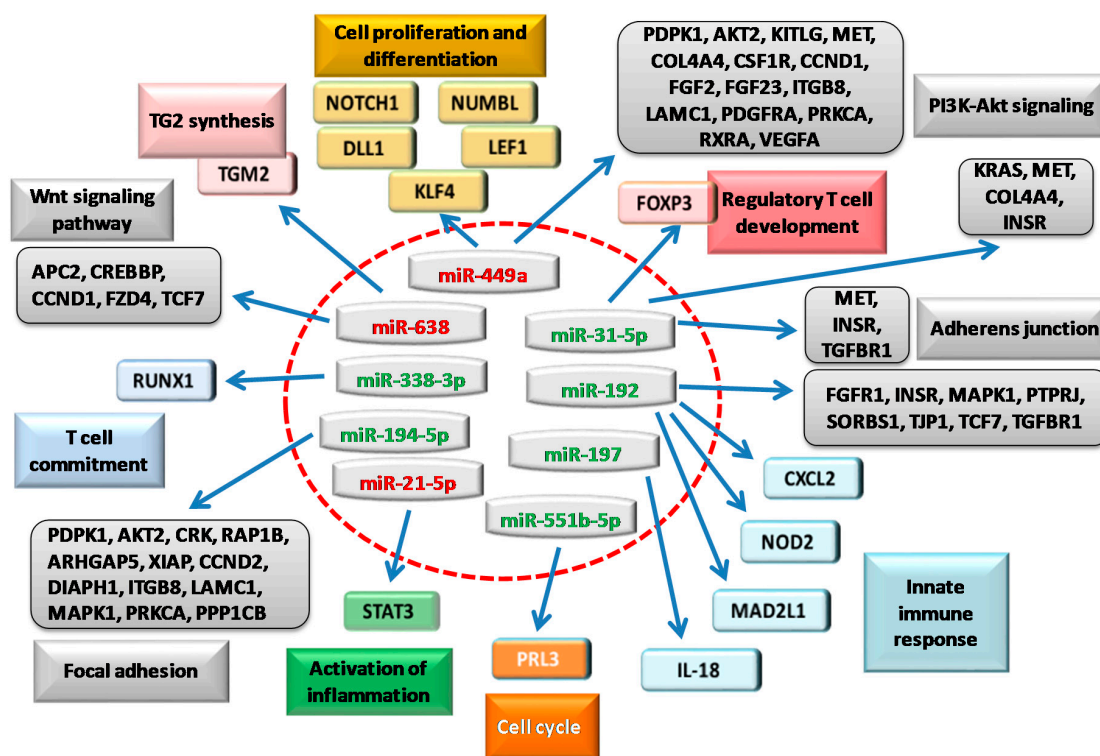 Cell proliferation and
differentiation
NOTCH1
NUMBL
DLL1
LEF1
KLF4
PDPK1, AKT2, KITLG, MET,
COL4A4, CSF1R, CCND1,
FGF2, FGF23, ITGB8,
LAMC1, PDGFRA, PRKCA,
RXRA, VEGFA
PI3K-Akt signaling
TG2 synthesis
TGM2
KRAS, MET,
COL4A4,
INSR
FOXP3
Regulatory T cell
development
Wnt signaling
pathway
APC2, CREBBP,
CCND1, FZD4, TCF7
miR-449a
miR-638
miR-31-5p
miR-338-3p
miR-192
miR-194-5p
miR-197
miR-21-5p
miR-551b-5p
MET,
INSR,
TGFBR1
Adherens junction
FGFR1, INSR, MAPK1, PTPRJ,
SORBS1, TJP1, TCF7, TGFBR1
RUNX1
T cell
commitment
CXCL2
NOD2
MAD2L1
IL-18
Innate
immune
response
PDPK1, AKT2, CRK, RAP1B,
ARHGAP5, XIAP, CCND2,
DIAPH1, ITGB8, LAMC1,
MAPK1, PRKCA, PPP1CB
Focal adhesion
STAT3
Activation of
inflammation
PRL3
Cell cycle